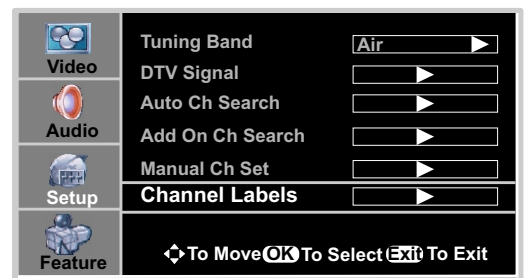 Video
Audio
Setup
Feature
Tuning Band Air
DTV Signal
Auto Ch Search
Add On Ch Search
Manual Ch Set
Channel Labels
To Move OK To Select Exit To Exit